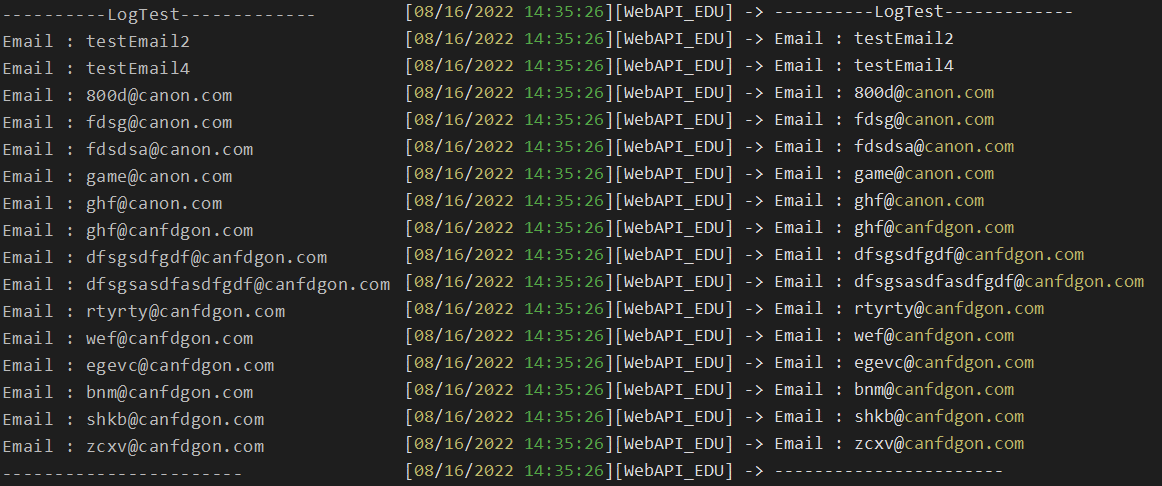 ----------LogTest-------------
Email : testEmail2
Email : testEmail4
Email : 800d@canon.com
Email : fdsg@canon.com
Email : fdsdsa@canon.com
Email : game@canon.com
Email : ghf@canon.com
Email : ghf@canfdgon.com
Email : dfsgsdfgdf@canfdgon.com
Email : dfsgsasdfasdfgdf@canfdgon.com
Email : rtyrty@canfdgon.com
Email : wef@canfdgon.com
Email : egevc@canfdgon.com
Email : bnm@canfdgon.com
Email : shkb@canfdgon.com
Email : zcxv@canfdgon.com
-----------------------
[08/16/2022 14:35:26][WebAPI_EDU] -> ----------LogTest-------------
[08/16/2022 14:35:26][WebAPI_EDU] -> Email : testEmail2
[08/16/2022 14:35:26][WebAPI_EDU] -> Email : testEmail4
[08/16/2022 14:35:26][WebAPI_EDU] -> Email : 800d@canon.com
[08/16/2022 14:35:26][WebAPI_EDU] -> Email : fdsg@canon.com
[08/16/2022 14:35:26][WebAPI_EDU] -> Email : fdsdsa@canon.com
[08/16/2022 14:35:26][WebAPI_EDU] -> Email : game@canon.com
[08/16/2022 14:35:26][WebAPI_EDU] -> Email : ghf@canon.com
[08/16/2022 14:35:26][WebAPI_EDU] -> Email : ghf@canfdgon.com
[08/16/2022 14:35:26][WebAPI_EDU] -> Email : dfsgsdfgdf@canfdgon.com
[08/16/2022 14:35:26][WebAPI_EDU] -> Email : dfsgsasdfasdfgdf@canfdgon.com
[08/16/2022 14:35:26][WebAPI_EDU] -> Email : rtyrty@canfdgon.com
[08/16/2022 14:35:26][WebAPI_EDU] -> Email : wef@canfdgon.com
[08/16/2022 14:35:26][WebAPI_EDU] -> Email : egevc@canfdgon.com
[08/16/2022 14:35:26][WebAPI_EDU] -> Email : bnm@canfdgon.com
[08/16/2022 14:35:26][WebAPI_EDU] -> Email : shkb@canfdgon.com
[08/16/2022 14:35:26][WebAPI_EDU] -> Email : zcxv@canfdgon.com
[08/16/2022 14:35:26][WebAPI_EDU] -> -----------------------